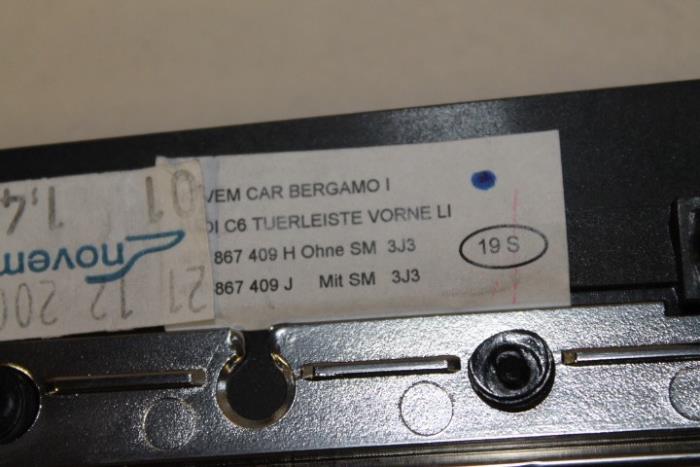 VEM CAR BERGAMO I
DI C6 TUERLEISTE VORNE LI
867 409 H Ohne SM 3J3
867 409 J Mit SM 3J3
19 S
01
1,4
novem
21 12 200